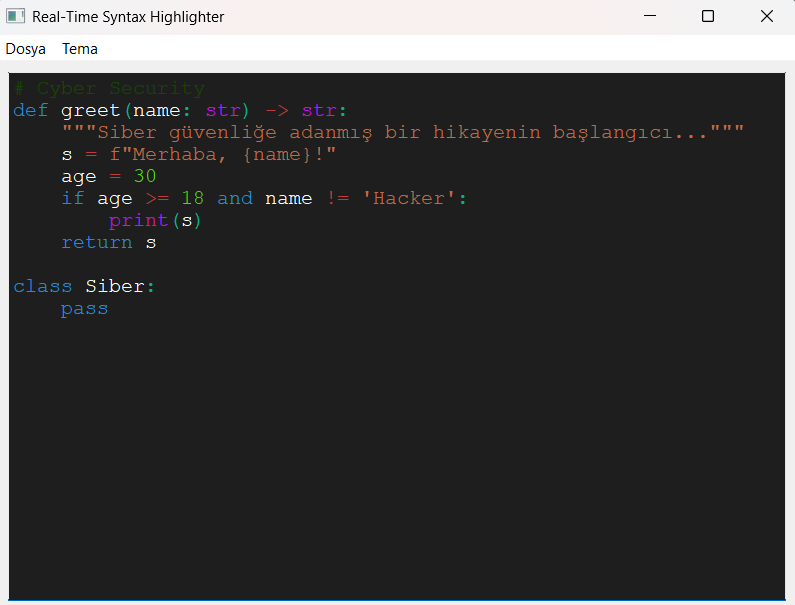 Real-Time Syntax Highlighter
Dosya Tema
# Cyber Security
def greet(name: str) -> str:
    """Siber güvenliğe adanmış bir hikayenin başlangıcı..."""
    s = f"Merhaba, {name}!"
    age = 30
    if age >= 18 and name != 'Hacker':
        print(s)
    return s

class Siber:
    pass